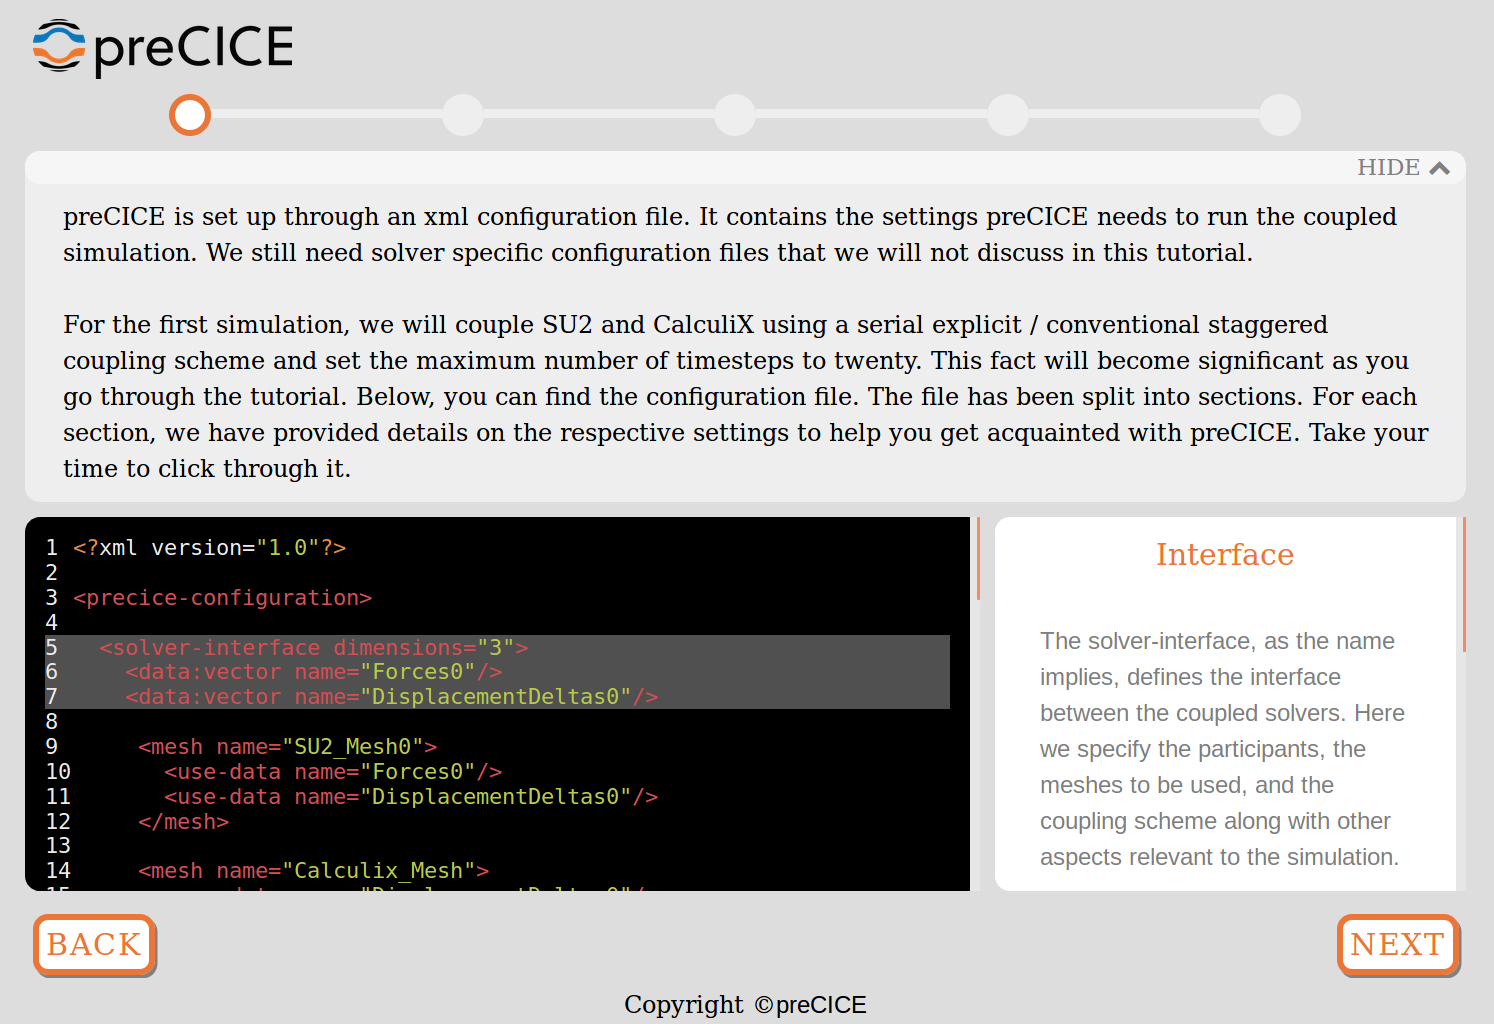 preCICE
HIDE
preCICE is set up through an xml configuration file. It contains the settings preCICE needs to run the coupled
simulation. We still need solver specific configuration files that we will not discuss in this tutorial.
For the first simulation, we will couple SU2 and CalculiX using a serial explicit / conventional staggered
coupling scheme and set the maximum number of timesteps to twenty. This fact will become significant as you
go through the tutorial. Below, you can find the configuration file. The file has been split into sections. For each
section, we have provided details on the respective settings to help you get acquainted with preCICE. Take your
time to click through it.
1 <?xml version="1.0"?>
2
3 <precice-configuration>
4
5 <solver-interface dimensions="3">
6 <data:vector name="Forces0"/>
7 <data:vector name="DisplacementDeltas0"/>
8
9 <mesh name="SU2_Mesh0">
10 <use-data name="Forces0"/>
11 <use-data name="DisplacementDeltas0"/>
12 </mesh>
13
14 <mesh name="Calculix_Mesh">
Interface
The solver-interface, as the name
implies, defines the interface
between the coupled solvers. Here
we specify the participants, the
meshes to be used, and the
coupling scheme along with other
aspects relevant to the simulation.
BACK
NEXT
Copyright ©preCICE